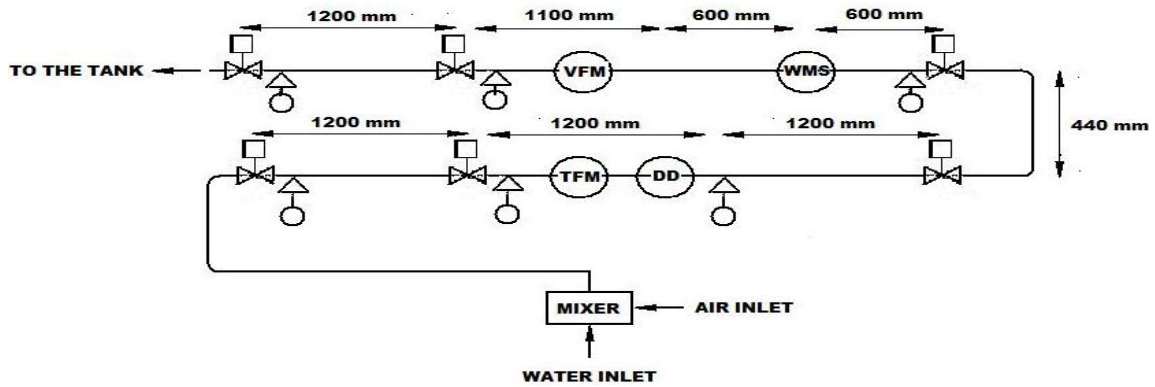 1200 mm
1100 mm
600 mm
600 mm
TO THE TANK
VFM
WMS
1200 mm
1200 mm
1200 mm
440 mm
TFM
DD
MIXER
AIR INLET
WATER INLET